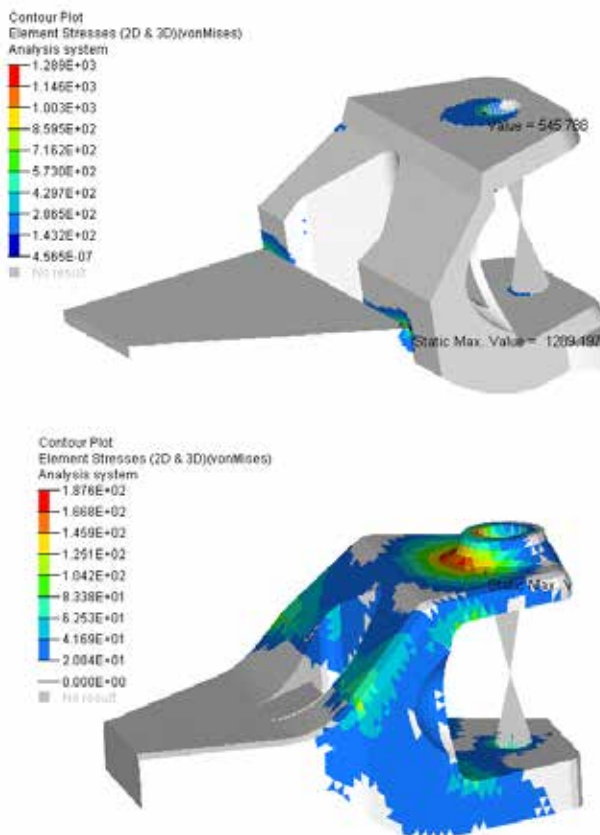 Contour Plot
Element Stresses (2D & 3D)(vonMises)
Analysis system
1.289E+03
1.146E+03
1.003E+03
8.595E+02
7.162E+02
5.730E+02
4.297E+02
2.865E+02
1.432E+02
4.565E-07
No result
Value = 545.788
Static Max. Value = 1289.197
Contour Plot
Element Stresses (2D & 3D)(vonMises)
Analysis system
1.876E+02
1.668E+02
1.459E+02
1.251E+02
1.042E+02
8.338E+01
6.253E+01
4.169E+01
2.084E+01
0.000E+00
No result
Static Max. V